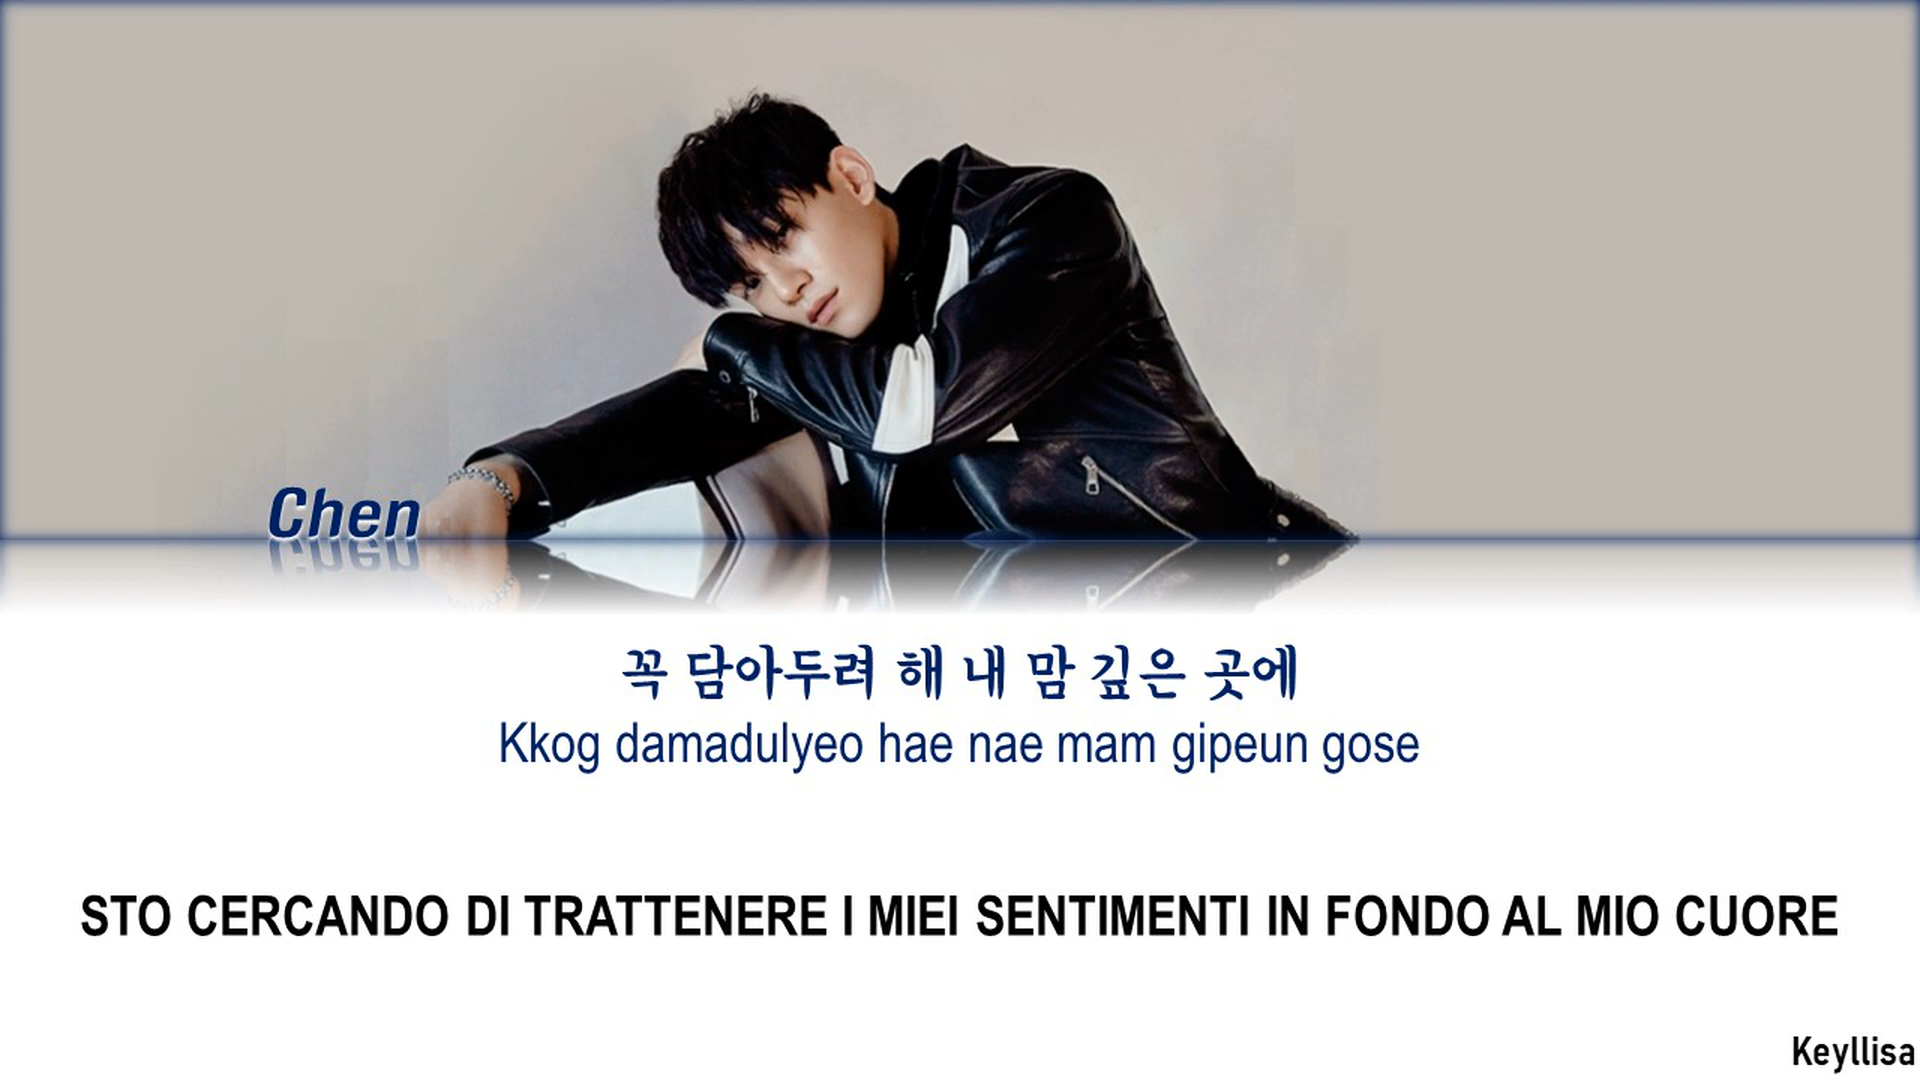 Chen
꼭 담아두려 해 내 맘 깊은 곳에
Kkog damadulyeo hae nae mam gipeun gose
STO CERCANDO DI TRATTENERE I MIEI SENTIMENTI IN FONDO AL MIO CUORE
Keyllisa